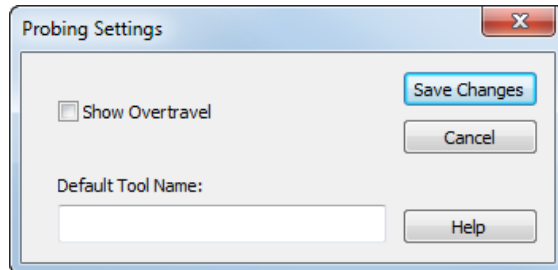 Probing Settings
Save Changes
Show Overtravel
Cancel
Default Tool Name:
Help